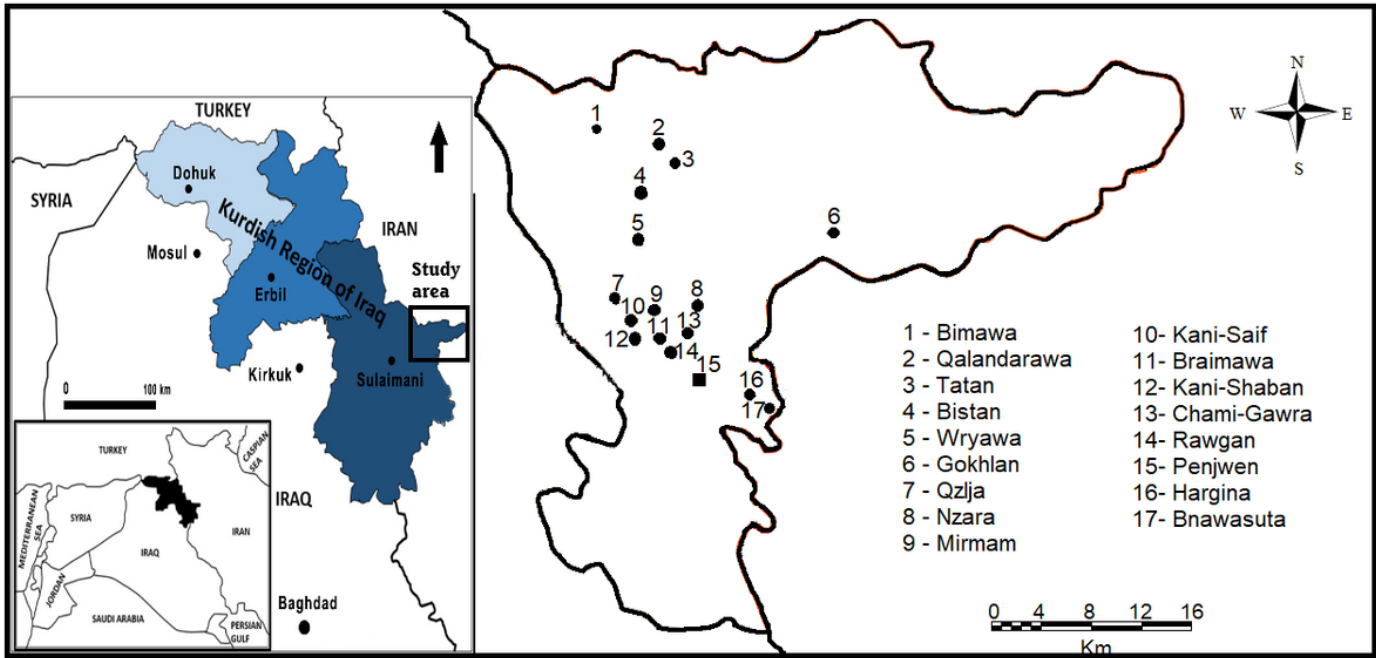 TURKEY
SYRIA
Dohuk
Mosul
Kurdish Region of Iraq
IRAN
Erbil
Study
area
Kirkuk
Sulaimani
0 100 km
IRAQ
Baghdad
TURKEY
CASPIAN
SEA
MEDITERRANEAN
SEA
SYRIA
IRAN
IRAQ
JORDAN
SAUDI ARABIA
PERSIAN
GULF
1
2
3
4
5
6
7
8
9
10
11
12
13
14
15
16
17
N
W E
S
1 - Bimawa
2 - Qalandarawa
3 - Tatan
4 - Bistan
5 - Wryawa
6 - Gokhlan
7 - Qzlja
8 - Nzara
9 - Mirmam
10- Kani-Saif
11- Braimawa
12- Kani-Shaban
13- Chami-Gawra
14- Rawgan
15- Penjwen
16- Hargina
17- Bnawasuta
0 4 8 12 16
Km